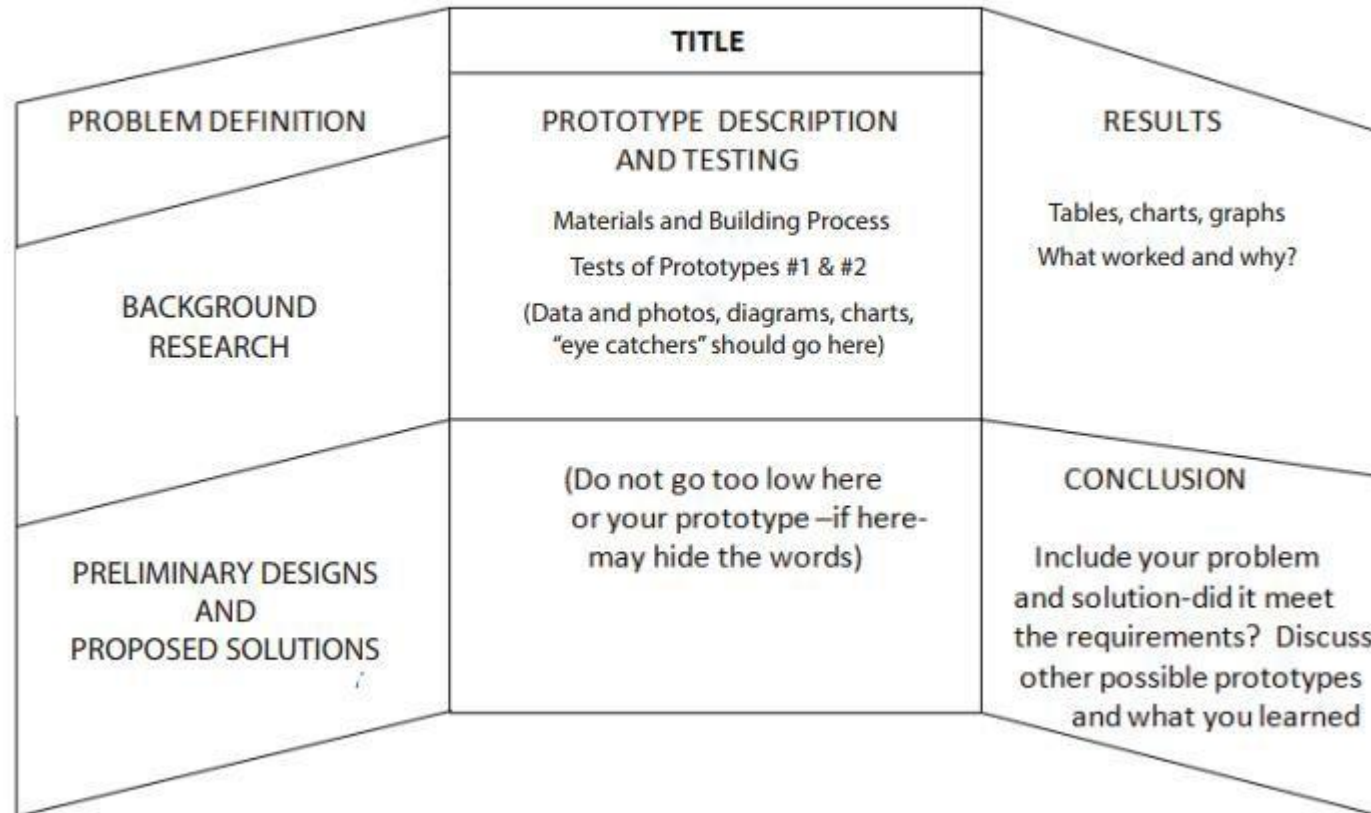 TITLE
PROBLEM DEFINITION
BACKGROUND
RESEARCH
PRELIMINARY DESIGNS
AND
PROPOSED SOLUTIONS
PROTOTYPE DESCRIPTION
AND TESTING
Materials and Building Process
Tests of Prototypes #1 & #2
(Data and photos, diagrams, charts,
“eye catchers” should go here)
(Do not go too low here
or your prototype –if here-
may hide the words)
RESULTS
Tables, charts, graphs
What worked and why?
CONCLUSION
Include your problem
and solution-did it meet
the requirements? Discuss
other possible prototypes
and what you learned